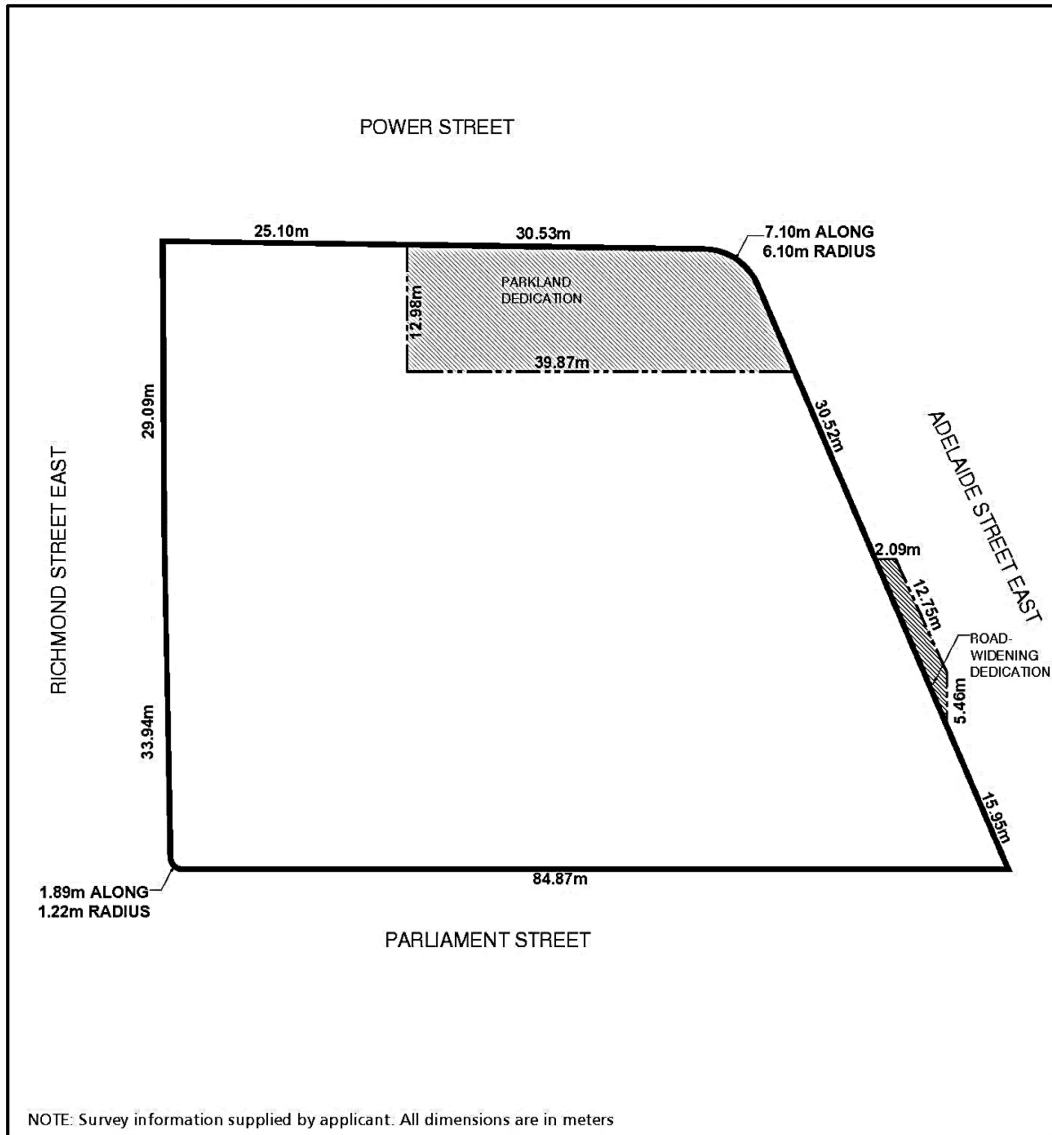 POWER STREET
25.10m
30.53m
7.10m ALONG
6.10m RADIUS
PARKLAND
DEDICATION
12.98m
39.87m
29.09m
30.52m
ADELAIDE STREET EAST
RICHMOND STREET EAST
2.09m
12.75m
ROAD-
WIDENING
DEDICATION
5.46m
33.94m
15.95m
84.87m
1.89m ALONG
1.22m RADIUS
PARLIAMENT STREET
NOTE: Survey information supplied by applicant. All dimensions are in meters